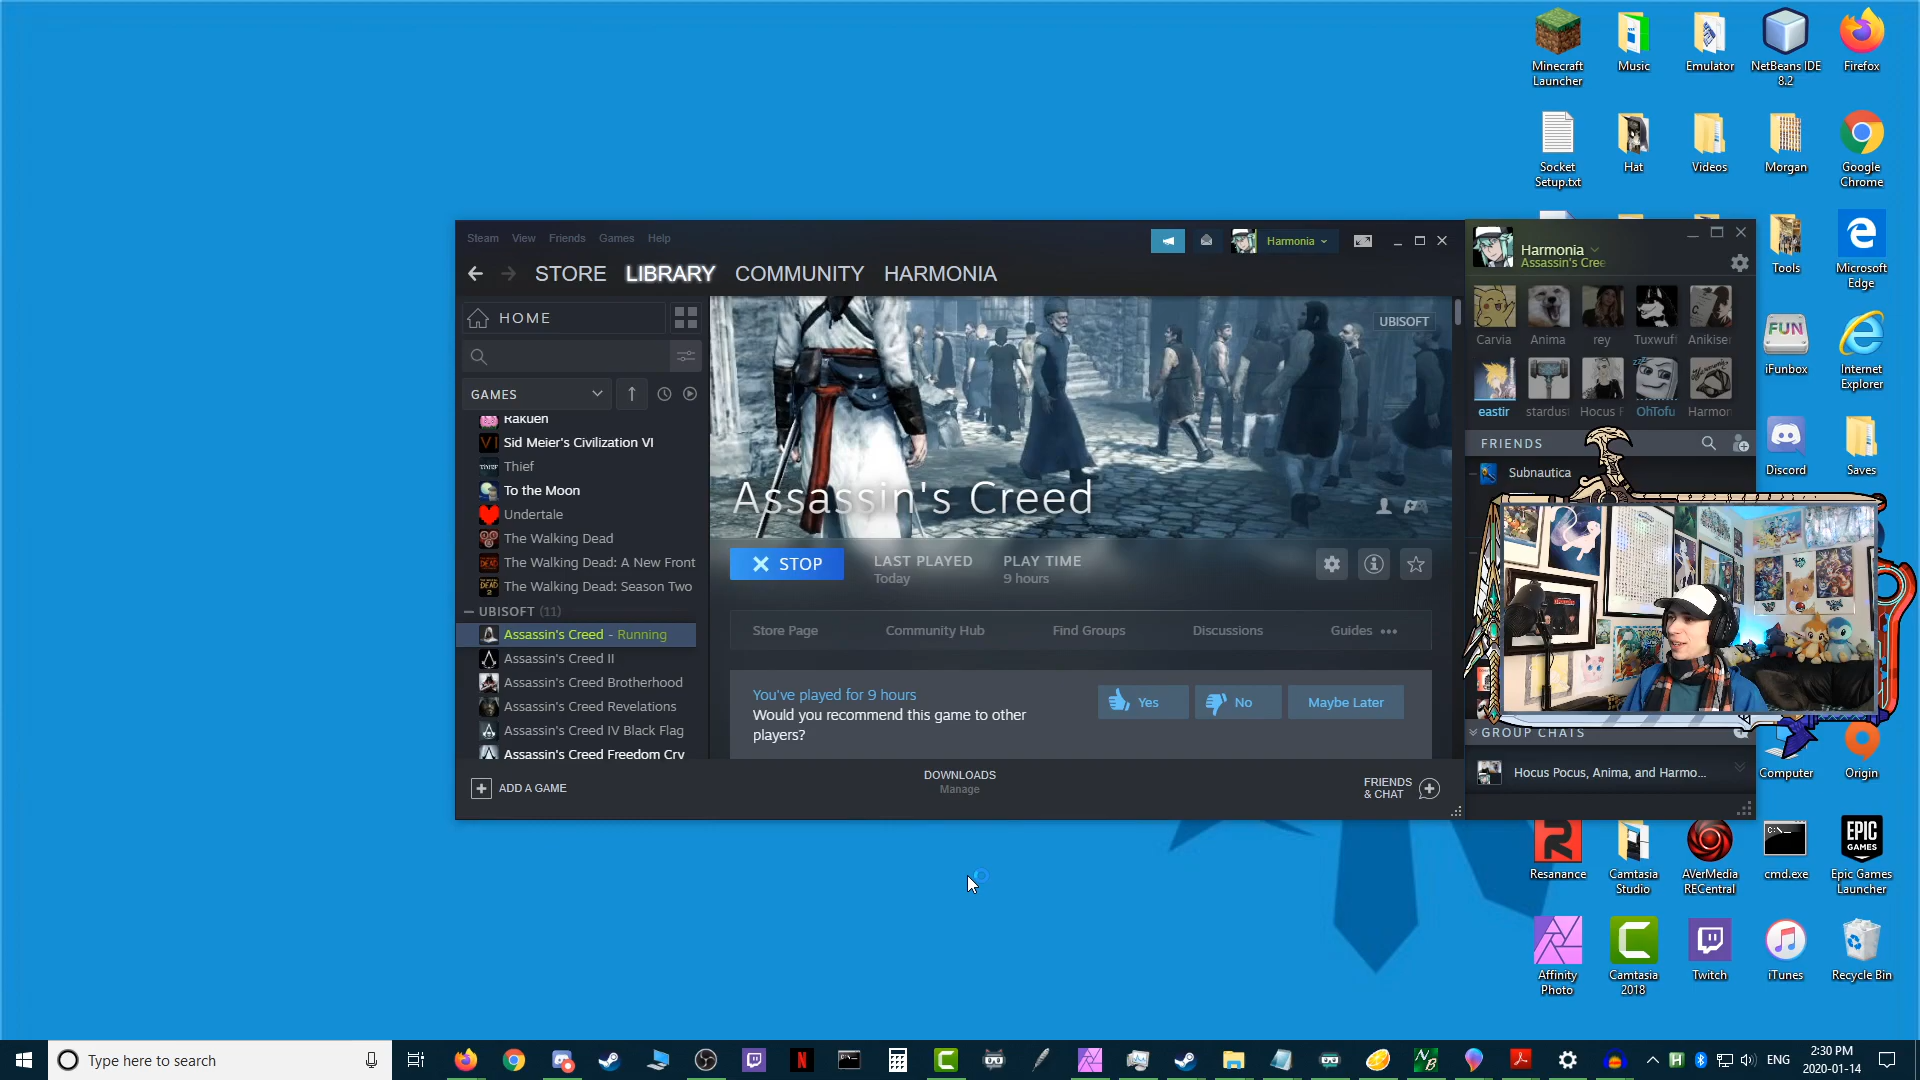 Minecraft
Launcher
Music
Emulator
NetBeans IDE
8.2
Firefox
Socket
Setup.txt
Hat
Videos
Morgan
Google
Chrome
Tools
Microsoft
Edge
FUN
iFunbox
Internet
Explorer
Discord
Saves
Computer
Origin
Resonance
Camtasia
Studio
AVerMedia
RECentral
cmd.exe
EPIC
GAMES
Epic Games
Launcher
Affinity
Photo
Camtasia
2018
Twitch
iTunes
Recycle Bin
Steam View Friends Games Help
Harmonia
STORE LIBRARY COMMUNITY HARMONIA
HOME
GAMES
Rakuen
Sid Meier's Civilization VI
Thief
To the Moon
Undertale
The Walking Dead
The Walking Dead: A New Front
The Walking Dead: Season Two
UBISOFT (11)
Assassin's Creed - Running
Assassin's Creed II
Assassin's Creed Brotherhood
Assassin's Creed Revelations
Assassin's Creed IV Black Flag
Assassin's Creed Freedom Cry
ADD A GAME
UBISOFT
Assassin's Creed
STOP
LAST PLAYED
Today
PLAY TIME
9 hours
Store Page Community Hub Find Groups Discussions Guides
You've played for 9 hours
Would you recommend this game to other
players?
Yes
No
Maybe Later
DOWNLOADS
Manage
FRIENDS
& CHAT
Harmonia
Assassin's Cree
Carvia Anima rey Tuxwuf Anikiser
eastir stardus Hocus F OhTofu Harmon
FRIENDS
Subnautica
GROUP CHATS
Hocus Pocus, Anima, and Harmo...
Type here to search
ENG
2:30 PM
2020-01-14